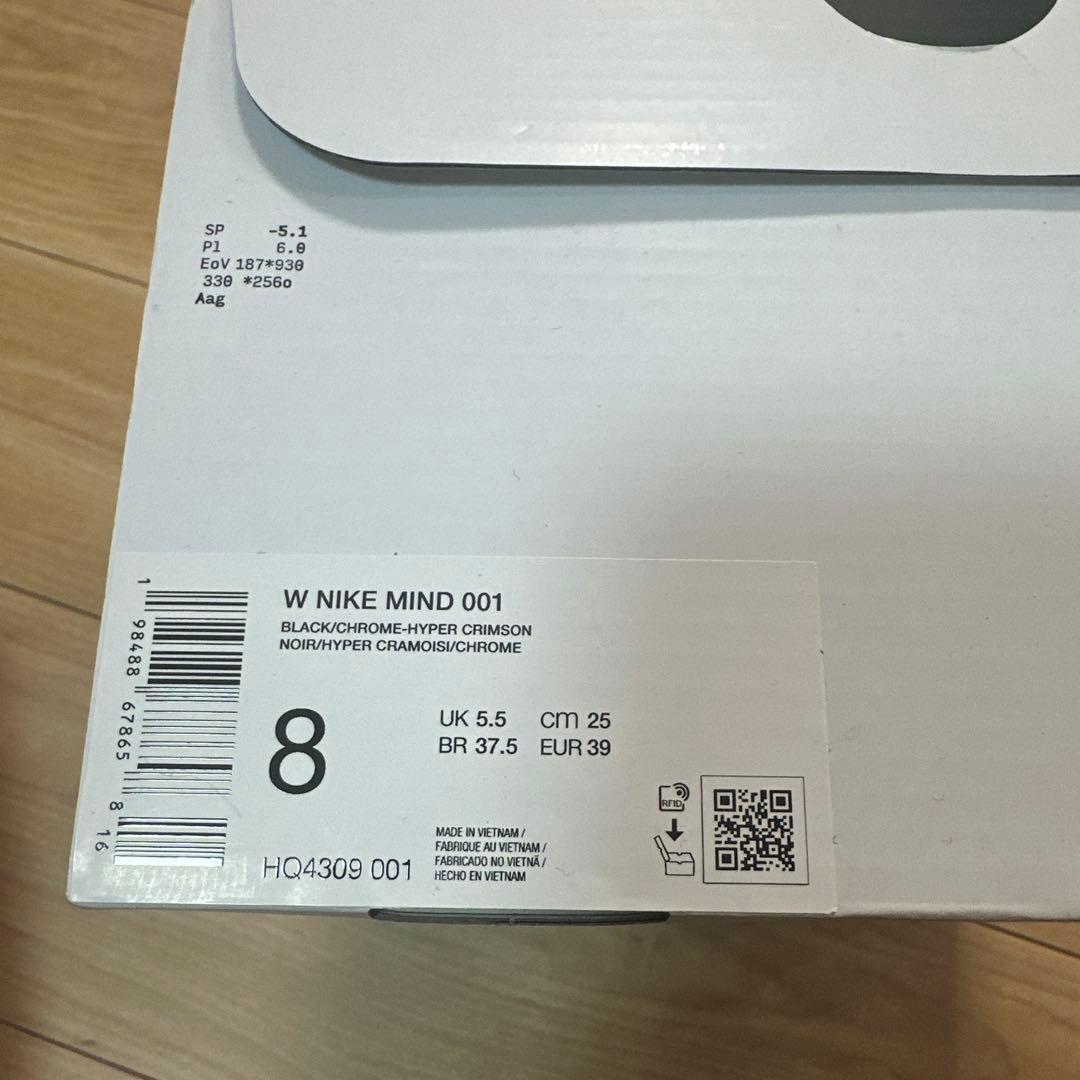 SP -5.1
Pl 6.0
EoV 187*930
330 *256o
Aag
W NIKE MIND 001
BLACK/CHROME-HYPER CRIMSON
NOIR/HYPER CRAMOISI/CHROME
8
UK 5.5 cm 25
BR 37.5 EUR 39
MADE IN VIETNAM /
FABRIQUE AU VIETNAM /
FABRICADO NO VIETNÃ /
HECHO EN VIETNAM
HQ4309 001
RFID
1 98488 67865 8 16